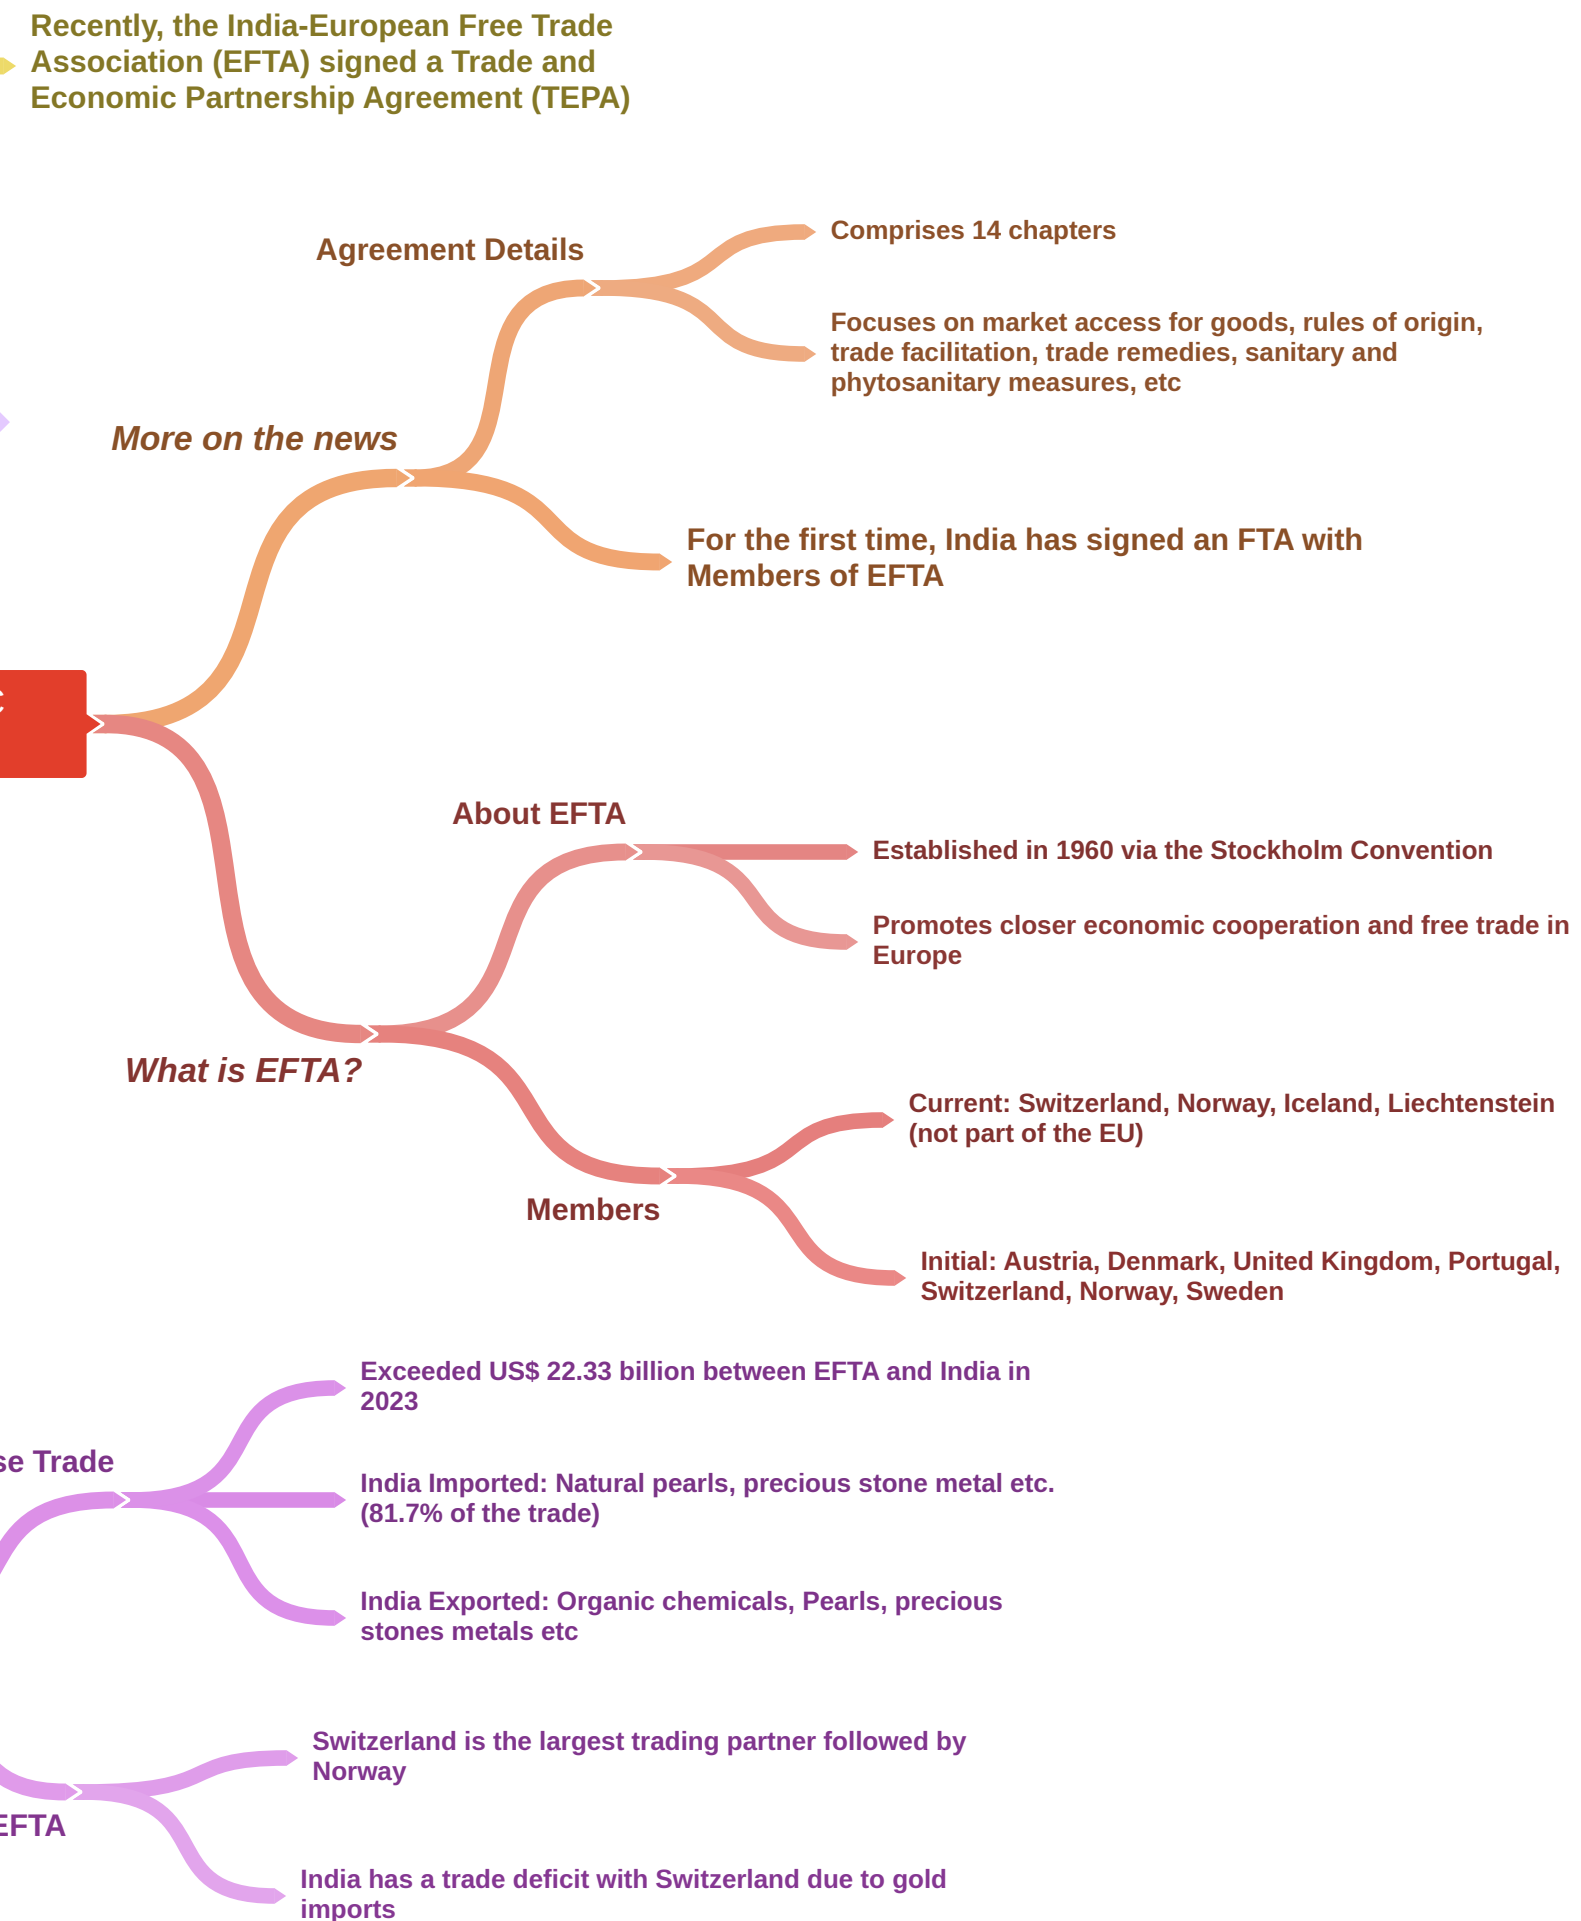 Recently, the India-European Free Trade
Association (EFTA) signed a Trade and
Economic Partnership Agreement (TEPA)
Agreement Details
Comprises 14 chapters
Focuses on market access for goods, rules of origin,
trade facilitation, trade remedies, sanitary and
phytosanitary measures, etc
More on the news
For the first time, India has signed an FTA with
Members of EFTA
About EFTA
Established in 1960 via the Stockholm Convention
Promotes closer economic cooperation and free trade in
Europe
What is EFTA?
Current: Switzerland, Norway, Iceland, Liechtenstein
(not part of the EU)
Members
Initial: Austria, Denmark, United Kingdom, Portugal,
Switzerland, Norway, Sweden
Exceeded US$ 22.33 billion between EFTA and India in
2023
se Trade
India Imported: Natural pearls, precious stone metal etc.
(81.7% of the trade)
India Exported: Organic chemicals, Pearls, precious
stones metals etc
Switzerland is the largest trading partner followed by
Norway
EFTA
India has a trade deficit with Switzerland due to gold
imports